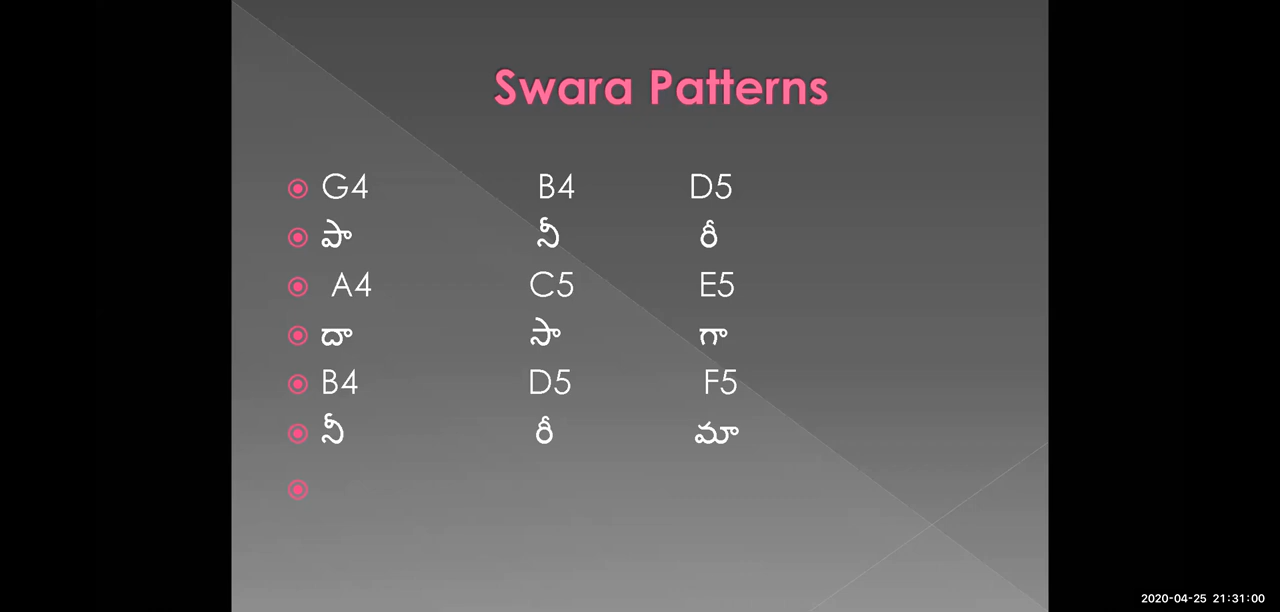 Swara Patterns
G4 B4 D5
పా నీ రీ
A4 C5 E5
దా సా గా
B4 D5 F5
నీ రీ మా
2020-04-25 21:31:00